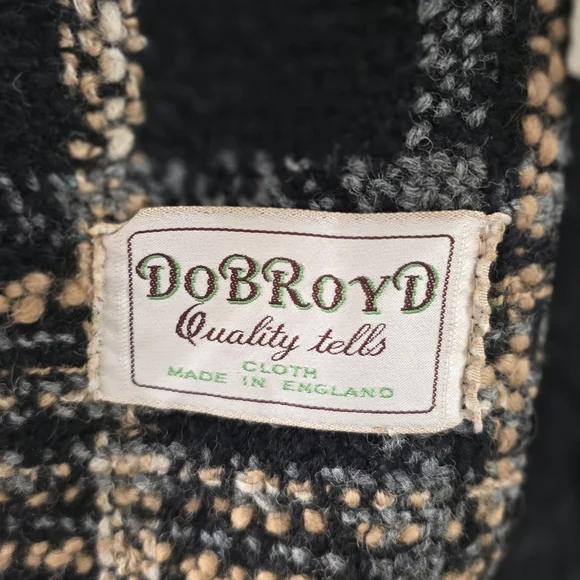 DOBROYD
Quality tells
CLOTH
MADE IN ENGLAND